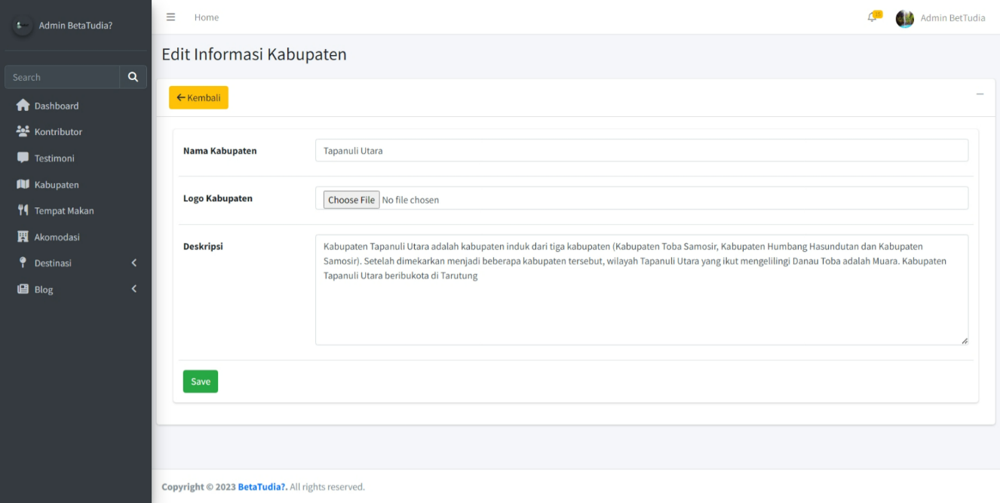 Admin BetaTudia?
Home
Admin BetTudia
Edit Informasi Kabupaten
Search
Kembali
Dashboard
Kontributor
Testimoni
Kabupaten
Tempat Makan
Akomodasi
Destinasi
Blog
Nama Kabupaten
Tapanuli Utara
Logo Kabupaten
Choose File No file chosen
Deskripsi
Kabupaten Tapanuli Utara adalah kabupaten induk dari tiga kabupaten (Kabupaten Toba Samosir, Kabupaten Humbang Hasundutan dan Kabupaten
Samosir). Setelah dimekarkan menjadi beberapa kabupaten tersebut, wilayah Tapanuli Utara yang ikut mengelilingi Danau Toba adalah Muara. Kabupaten
Tapanuli Utara beribukota di Tarutung
Save
Copyright © 2023 BetaTudia?. All rights reserved.